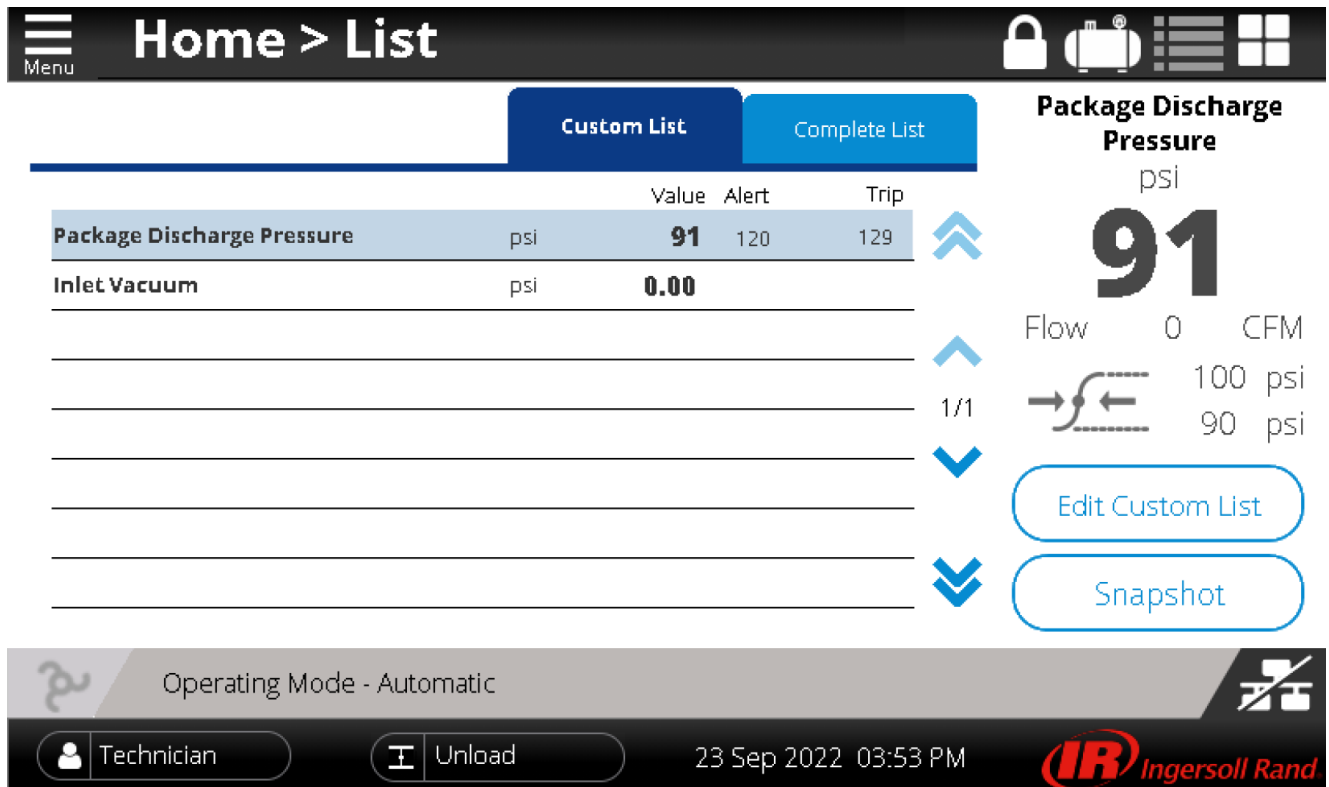 Menu
Home > List
Custom List
Complete List
Value Alert Trip
Package Discharge Pressure psi 91 120 129
Inlet Vacuum psi 0.00
1/1
Package Discharge
Pressure
psi
91
Flow 0 CFM
100 psi
90 psi
Edit Custom List
Snapshot
Operating Mode - Automatic
Technician
Unload
23 Sep 2022 03:53 PM
IR Ingersoll Rand.